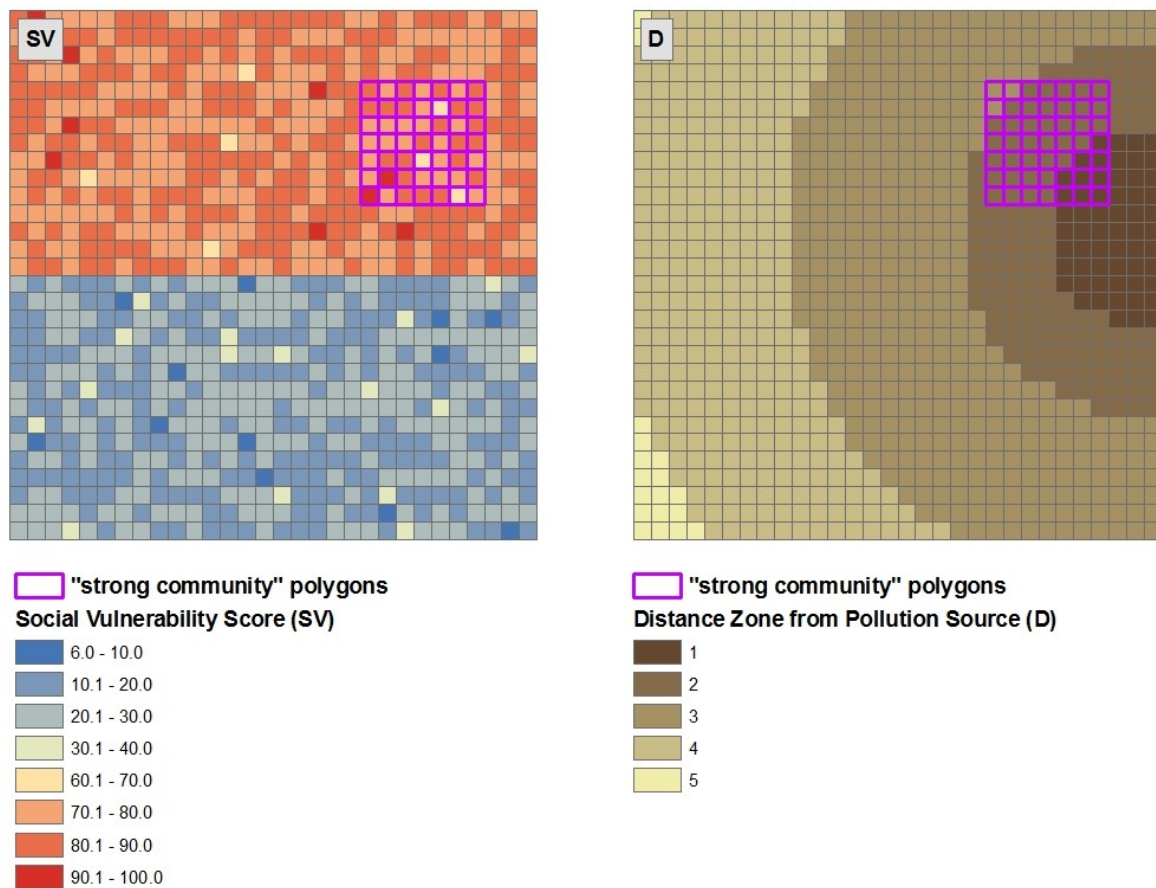 SV
D
"strong community" polygons
Social Vulnerability Score (SV)
6.0 - 10.0
10.1 - 20.0
20.1 - 30.0
30.1 - 40.0
60.1 - 70.0
70.1 - 80.0
80.1 - 90.0
90.1 - 100.0
"strong community" polygons
Distance Zone from Pollution Source (D)
1
2
3
4
5